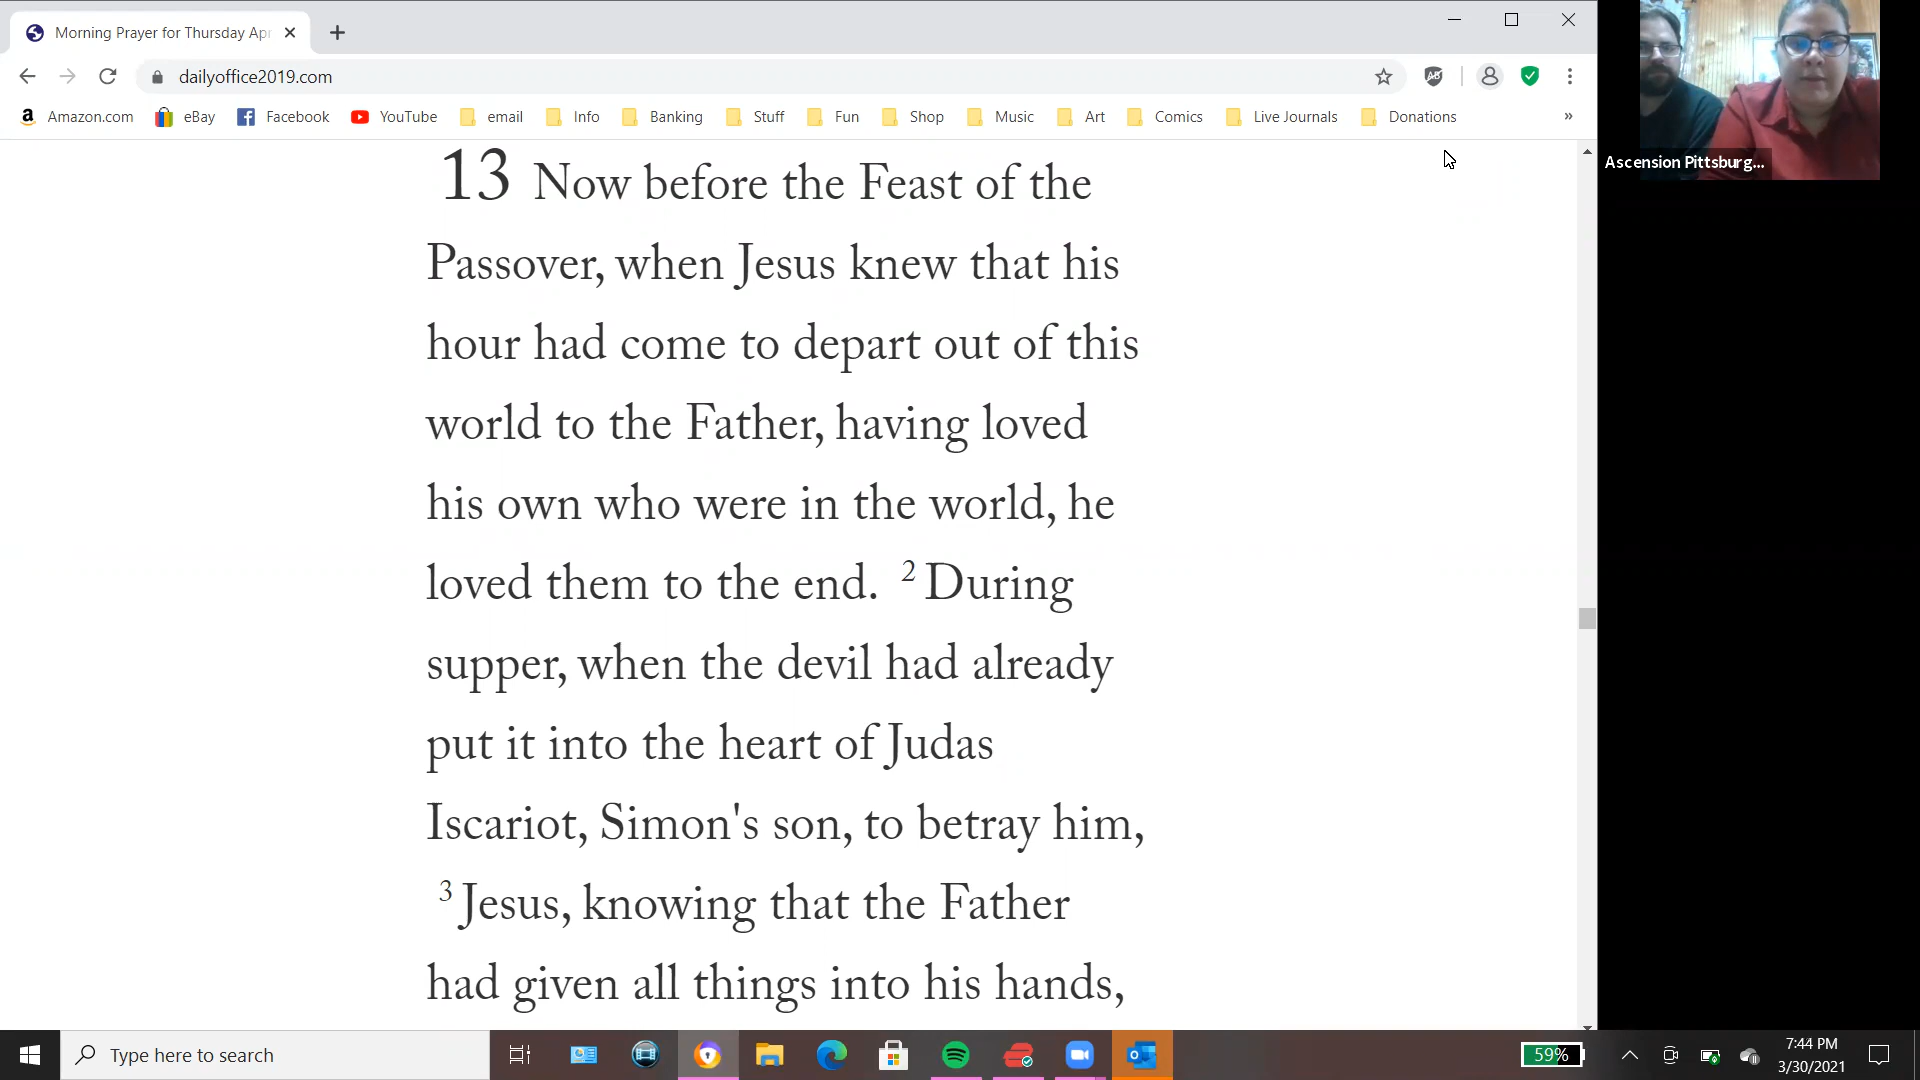 Morning Prayer for Thursday Apr
dailyoffice2019.com
Amazon.com eBay Facebook YouTube email Info Banking Stuff Fun Shop Music Art Comics Live Journals Donations »
Ascension Pittsburg...
13 Now before the Feast of the
Passover, when Jesus knew that his
hour had come to depart out of this
world to the Father, having loved
his own who were in the world, he
loved them to the end. 2 During
supper, when the devil had already
put it into the heart of Judas
Iscariot, Simon's son, to betray him,
3 Jesus, knowing that the Father
had given all things into his hands,
Type here to search
59%
7:44 PM
3/30/2021